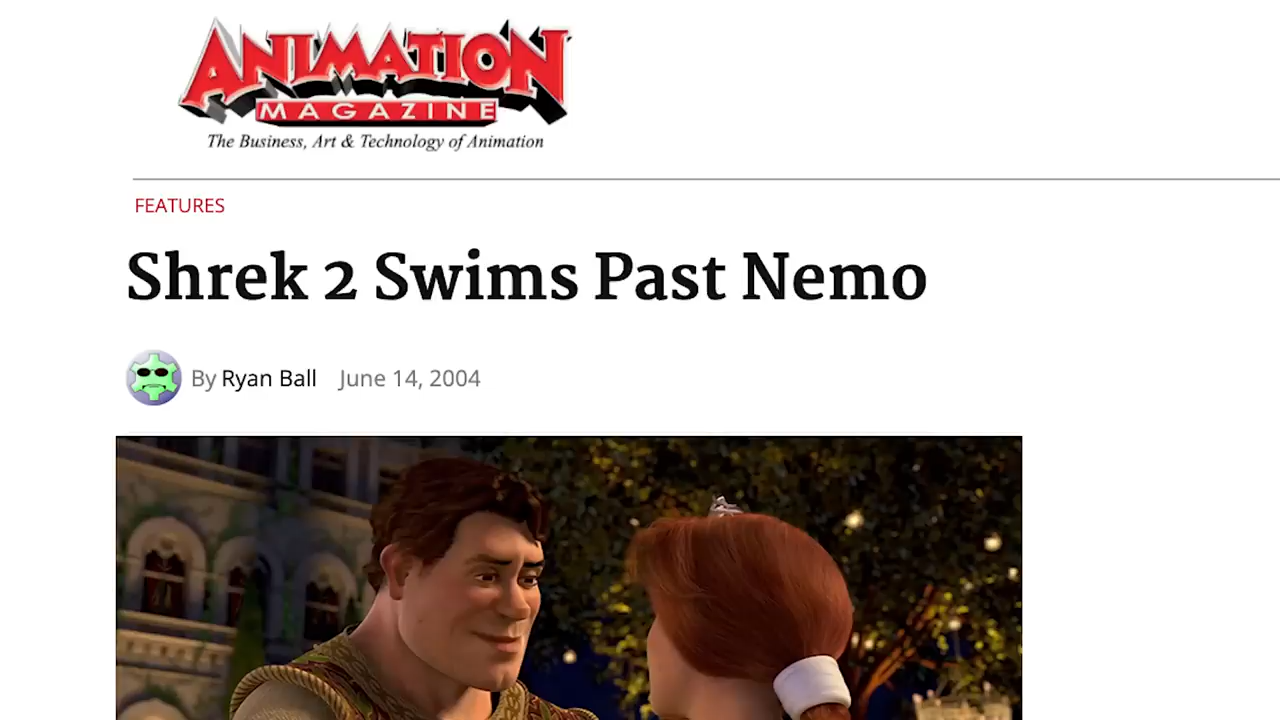 ANIMATION
MAGAZINE
The Business, Art & Technology of Animation
FEATURES
Shrek 2 Swims Past Nemo
By Ryan Ball June 14, 2004